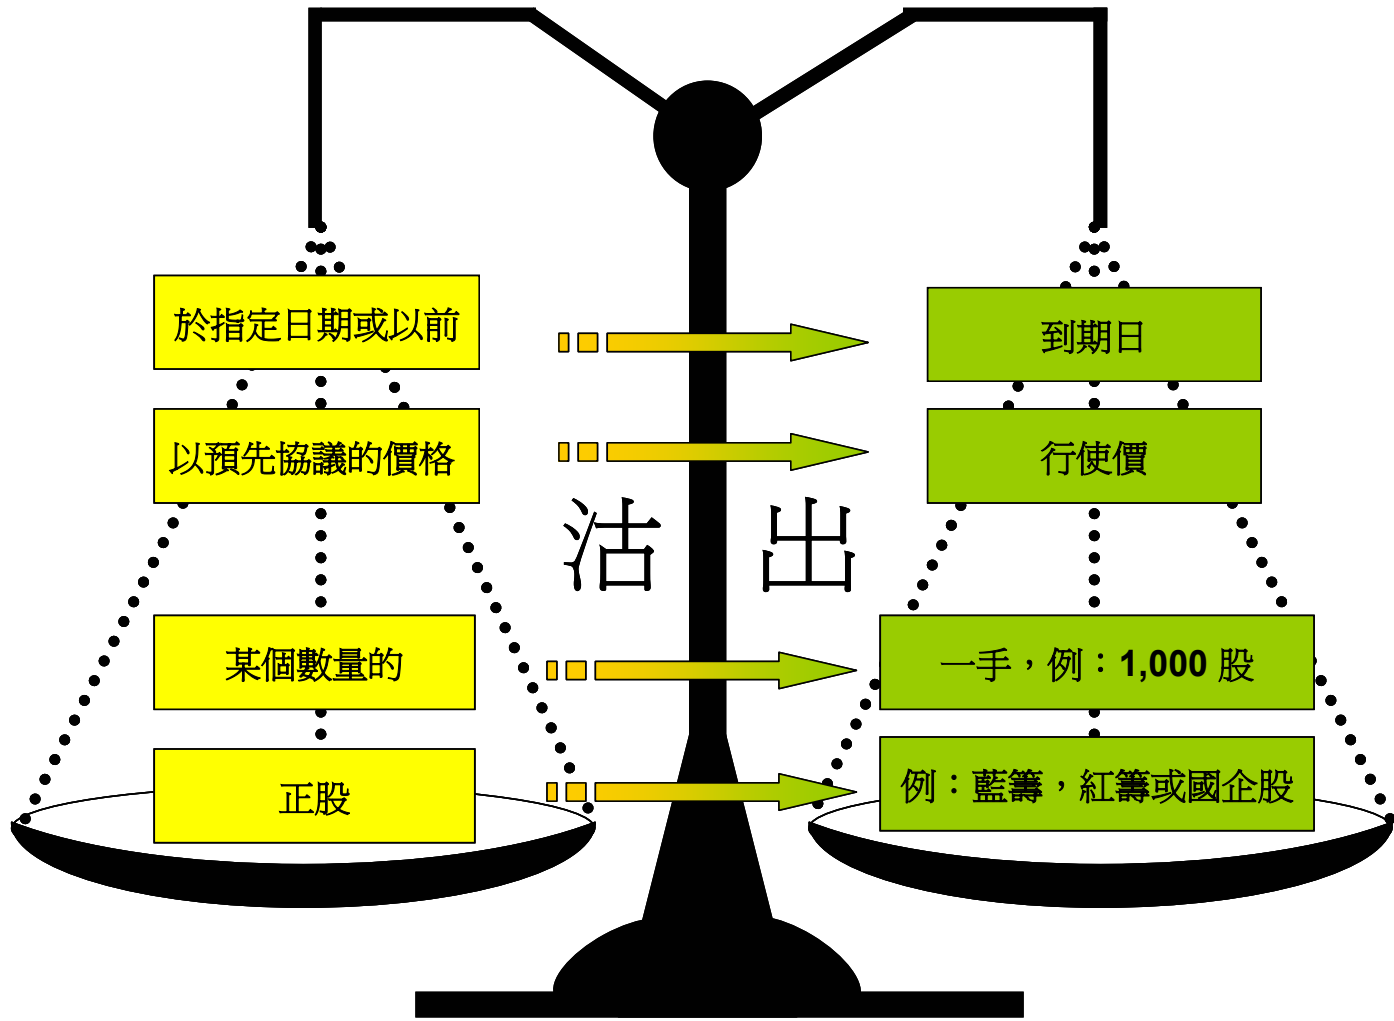 於指定日期或以前
到期日
以預先協議的價格
行使價
沽出
某個數量的
一手，例：1,000 股
正股
例：藍籌，紅籌或國企股